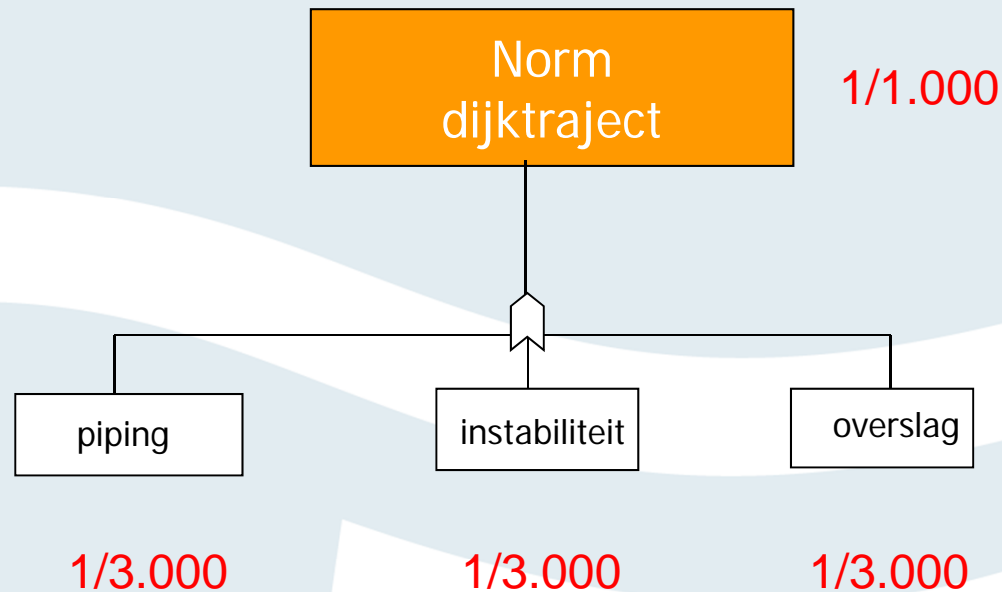 Norm
dijktraject
1/1.000
piping
instabiliteit
overslag
1/3.000
1/3.000
1/3.000